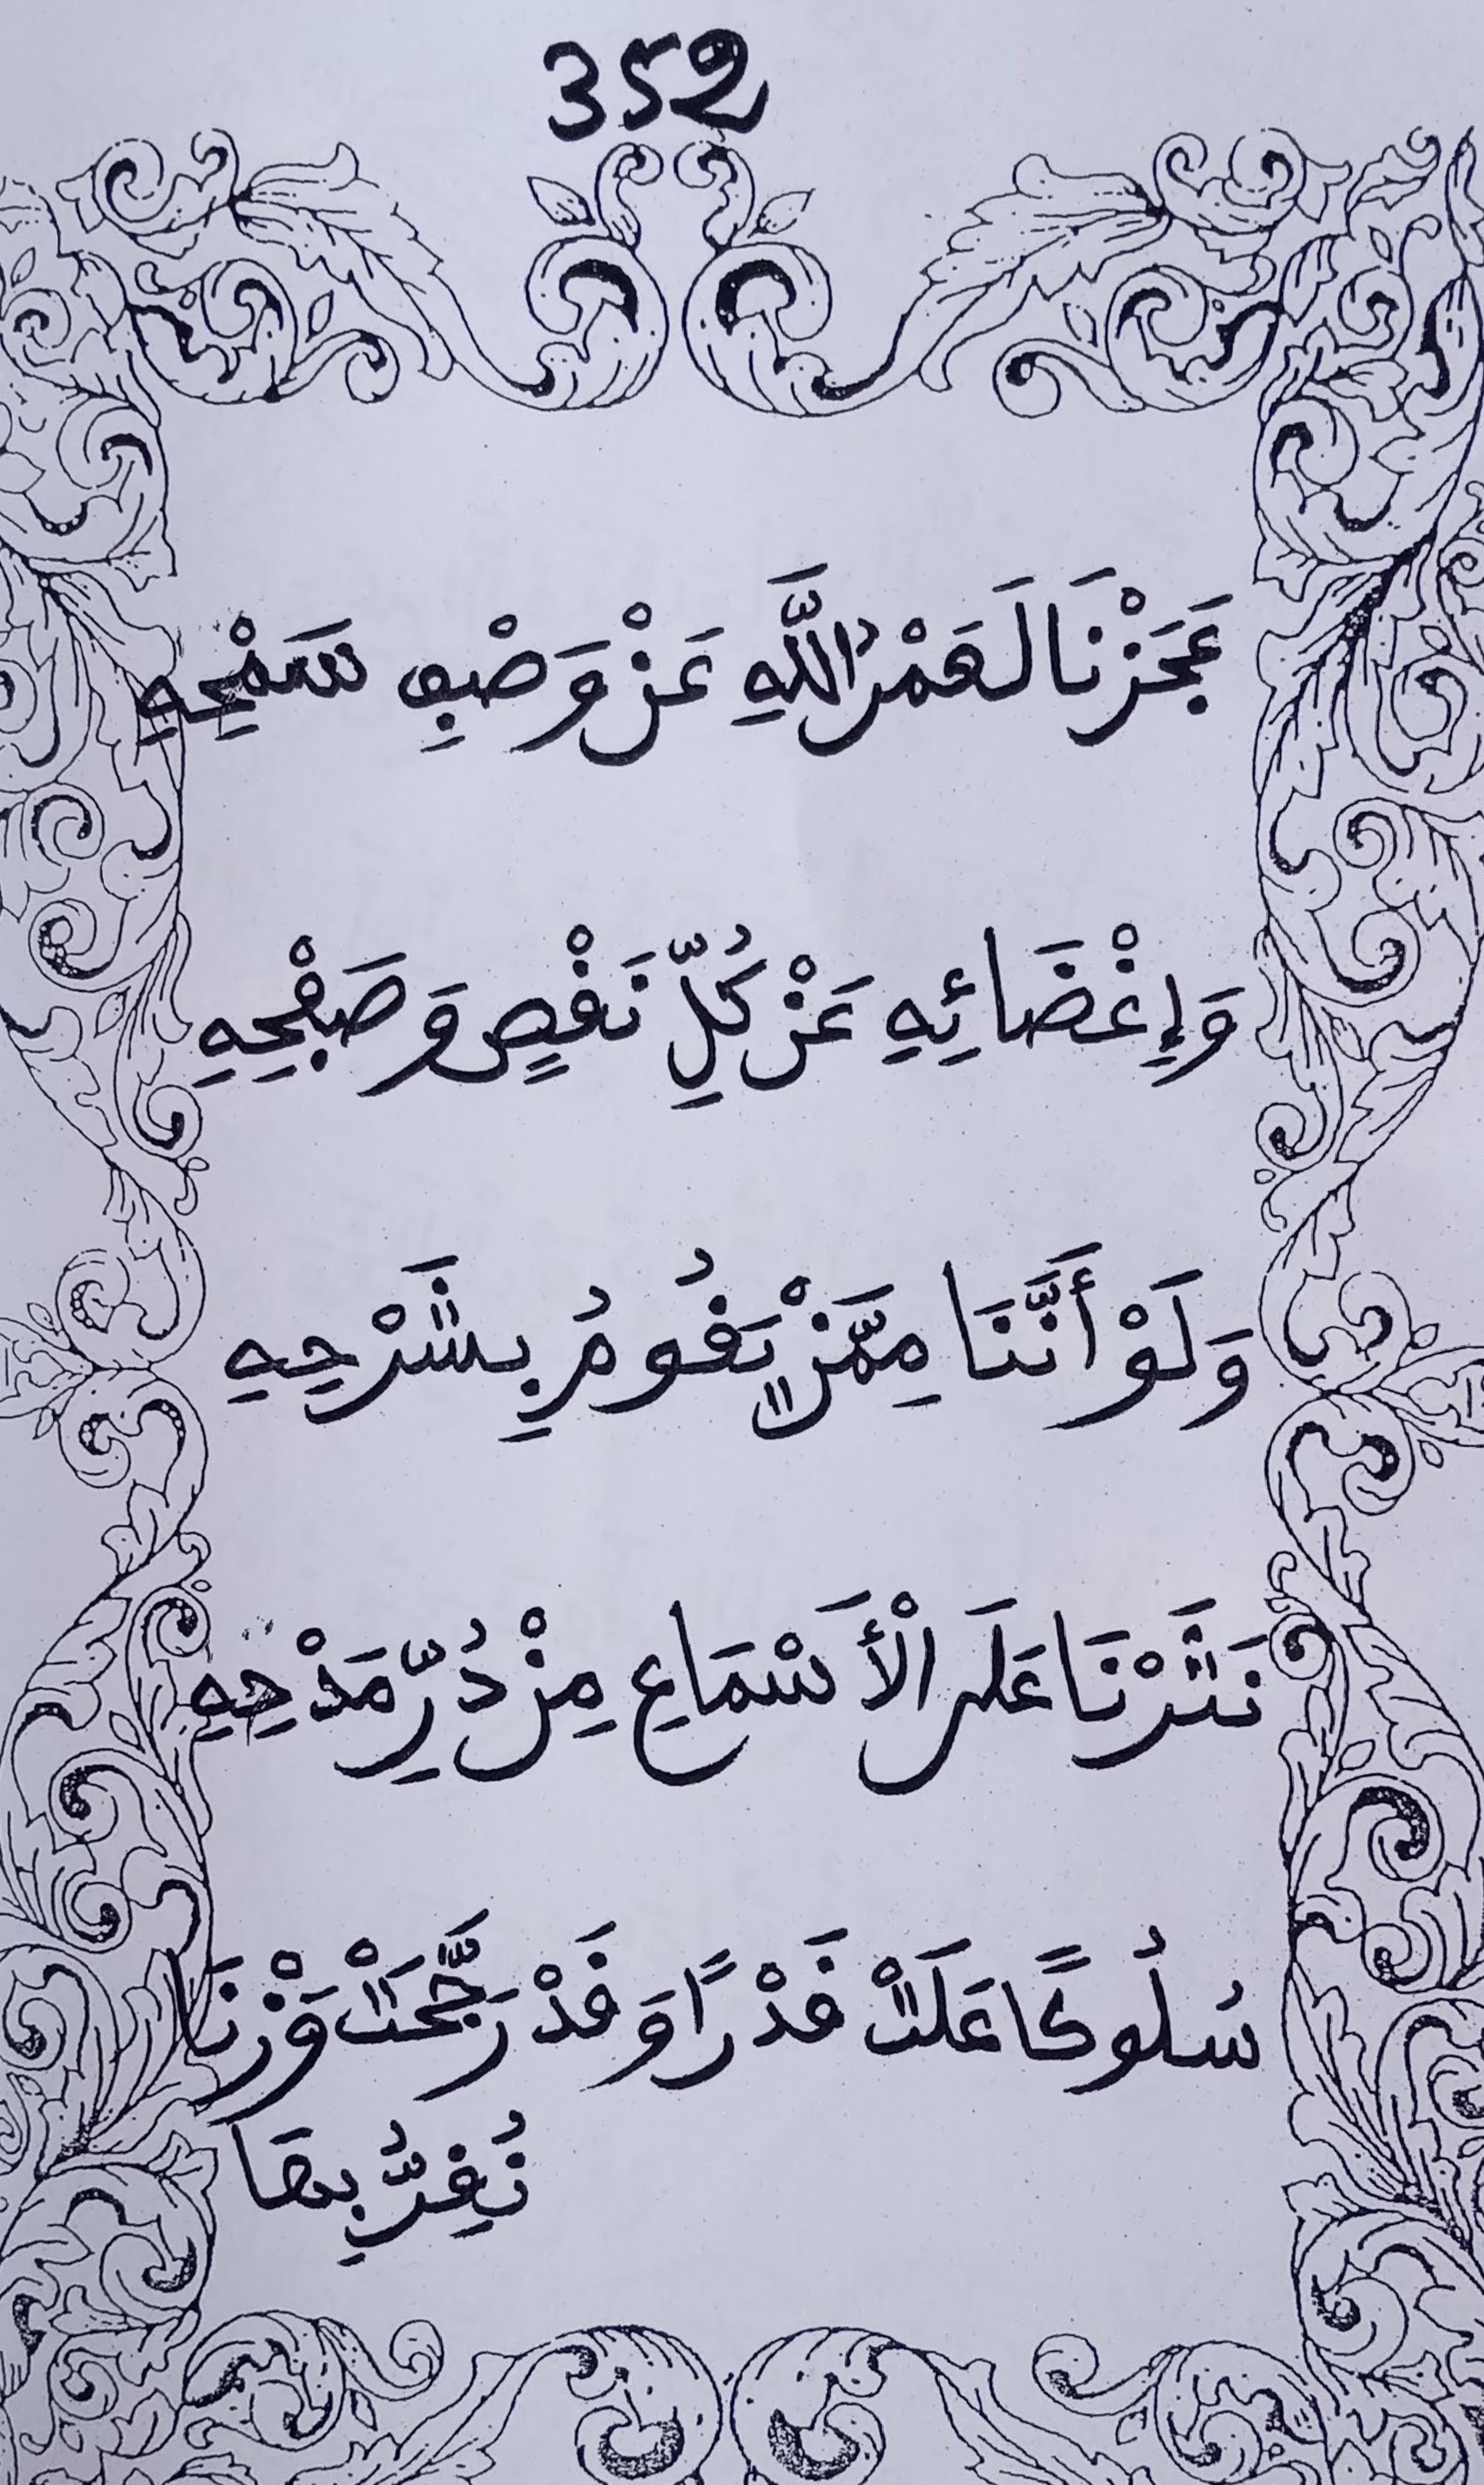 352
عَجَزْنَا لَعَمْرُ اللَّهِ عَنْ وَصْفِ سَمْحِهِ
وَإِغْضَائِهِ عَنْ كُلِّ نَقْصٍ وَصَفْحِهِ
وَلَوْ أَنَّنَا مِمَّنْ يَقُومُ بِشَرْحِهِ
نَثَرْنَا عَلَى الْأَسْمَاعِ مِنْ دُرِّ مَدْحِهِ
سُلُوكًا عَلَتْ قَدْرًا وَقَدْ رَجَّحَتْ وَزْنَا
نُقِرُّ بِهَا